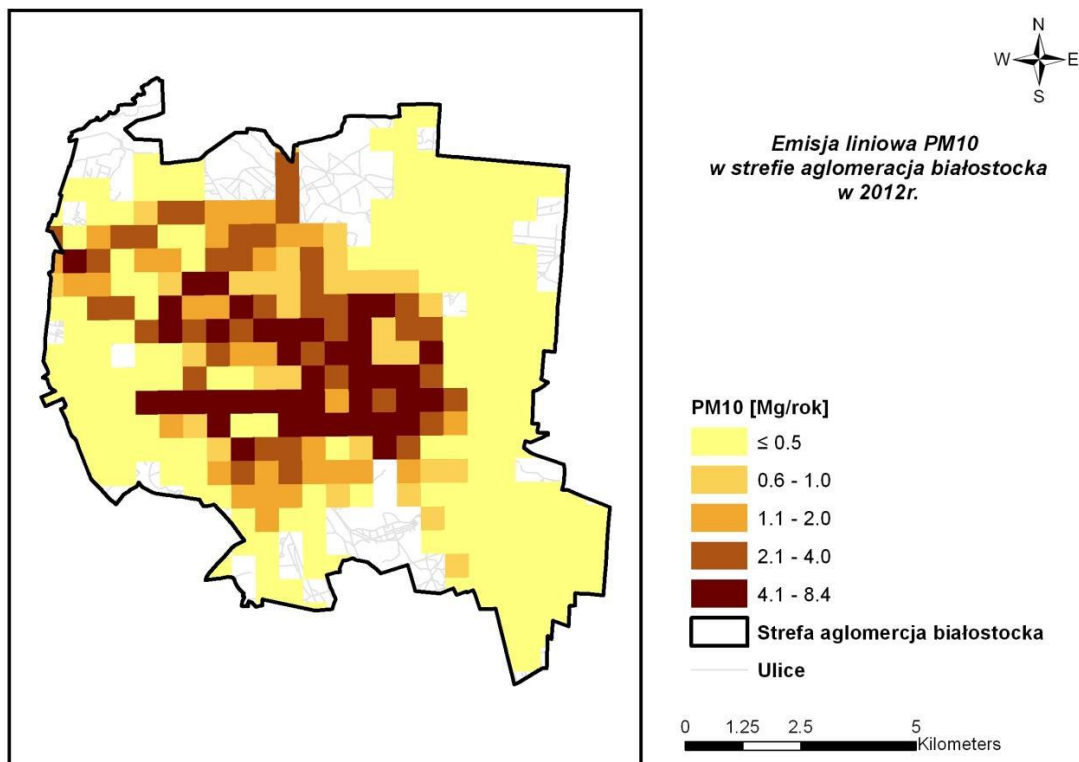 N
W E
S
Emisja liniowa PM10
w strefie aglomeracja białostocka
w 2012r.
PM10 [Mg/rok]
≤ 0.5
0.6 - 1.0
1.1 - 2.0
2.1 - 4.0
4.1 - 8.4
Strefa aglomercja białostocka
Ulice
0 1.25 2.5 5
Kilometers